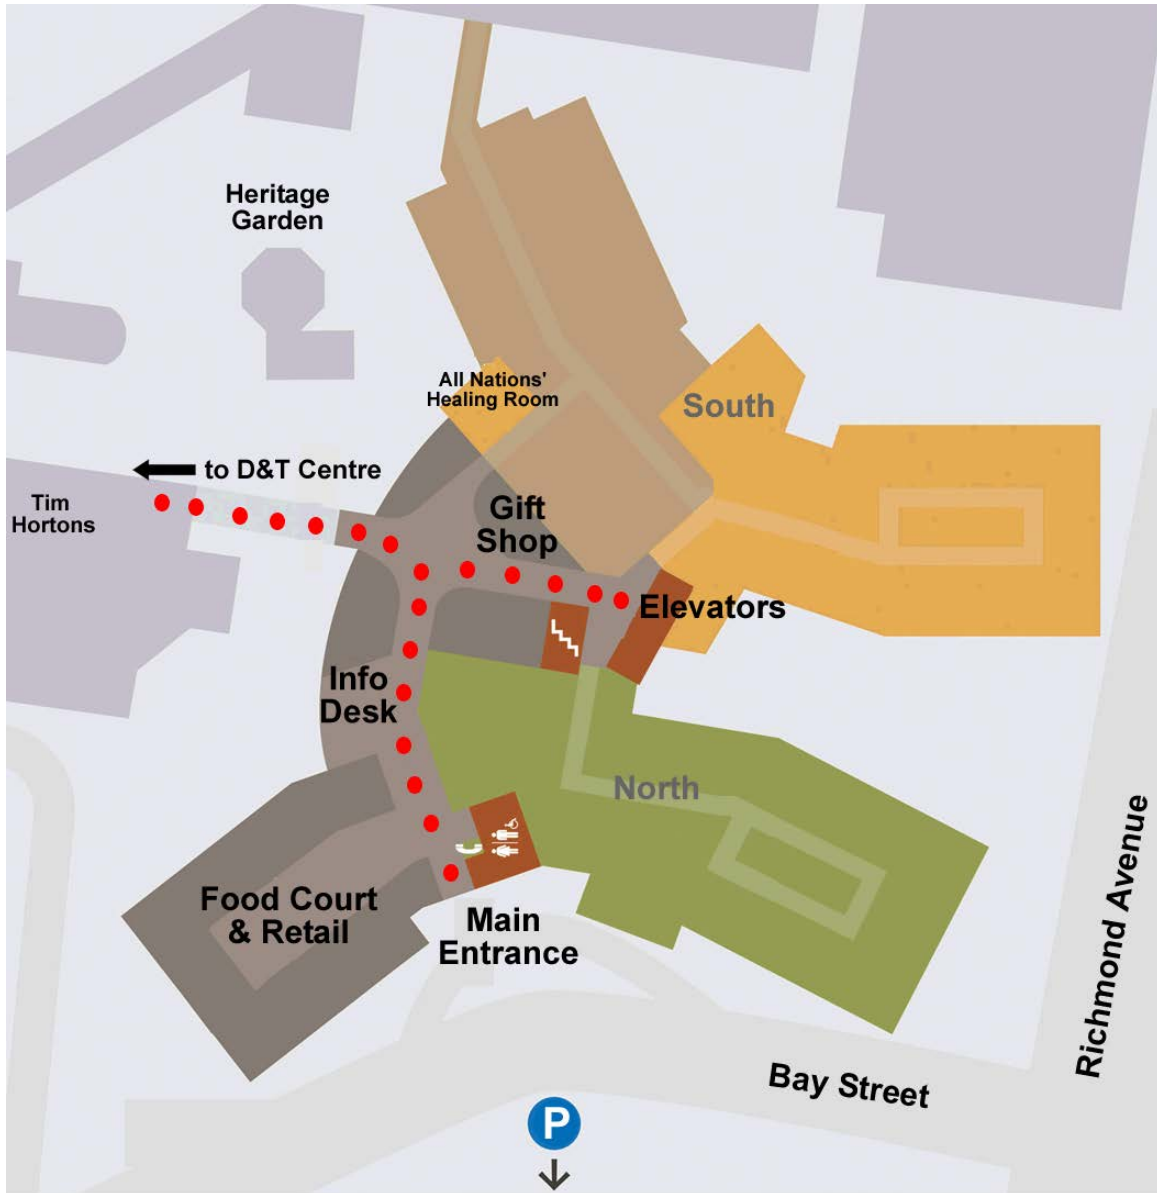 Heritage
Garden
All Nations'
Healing Room
South
to D&T Centre
Tim
Hortons
Gift
Shop
Elevators
Info
Desk
North
Food Court
& Retail
Main
Entrance
Richmond Avenue
Bay Street
P